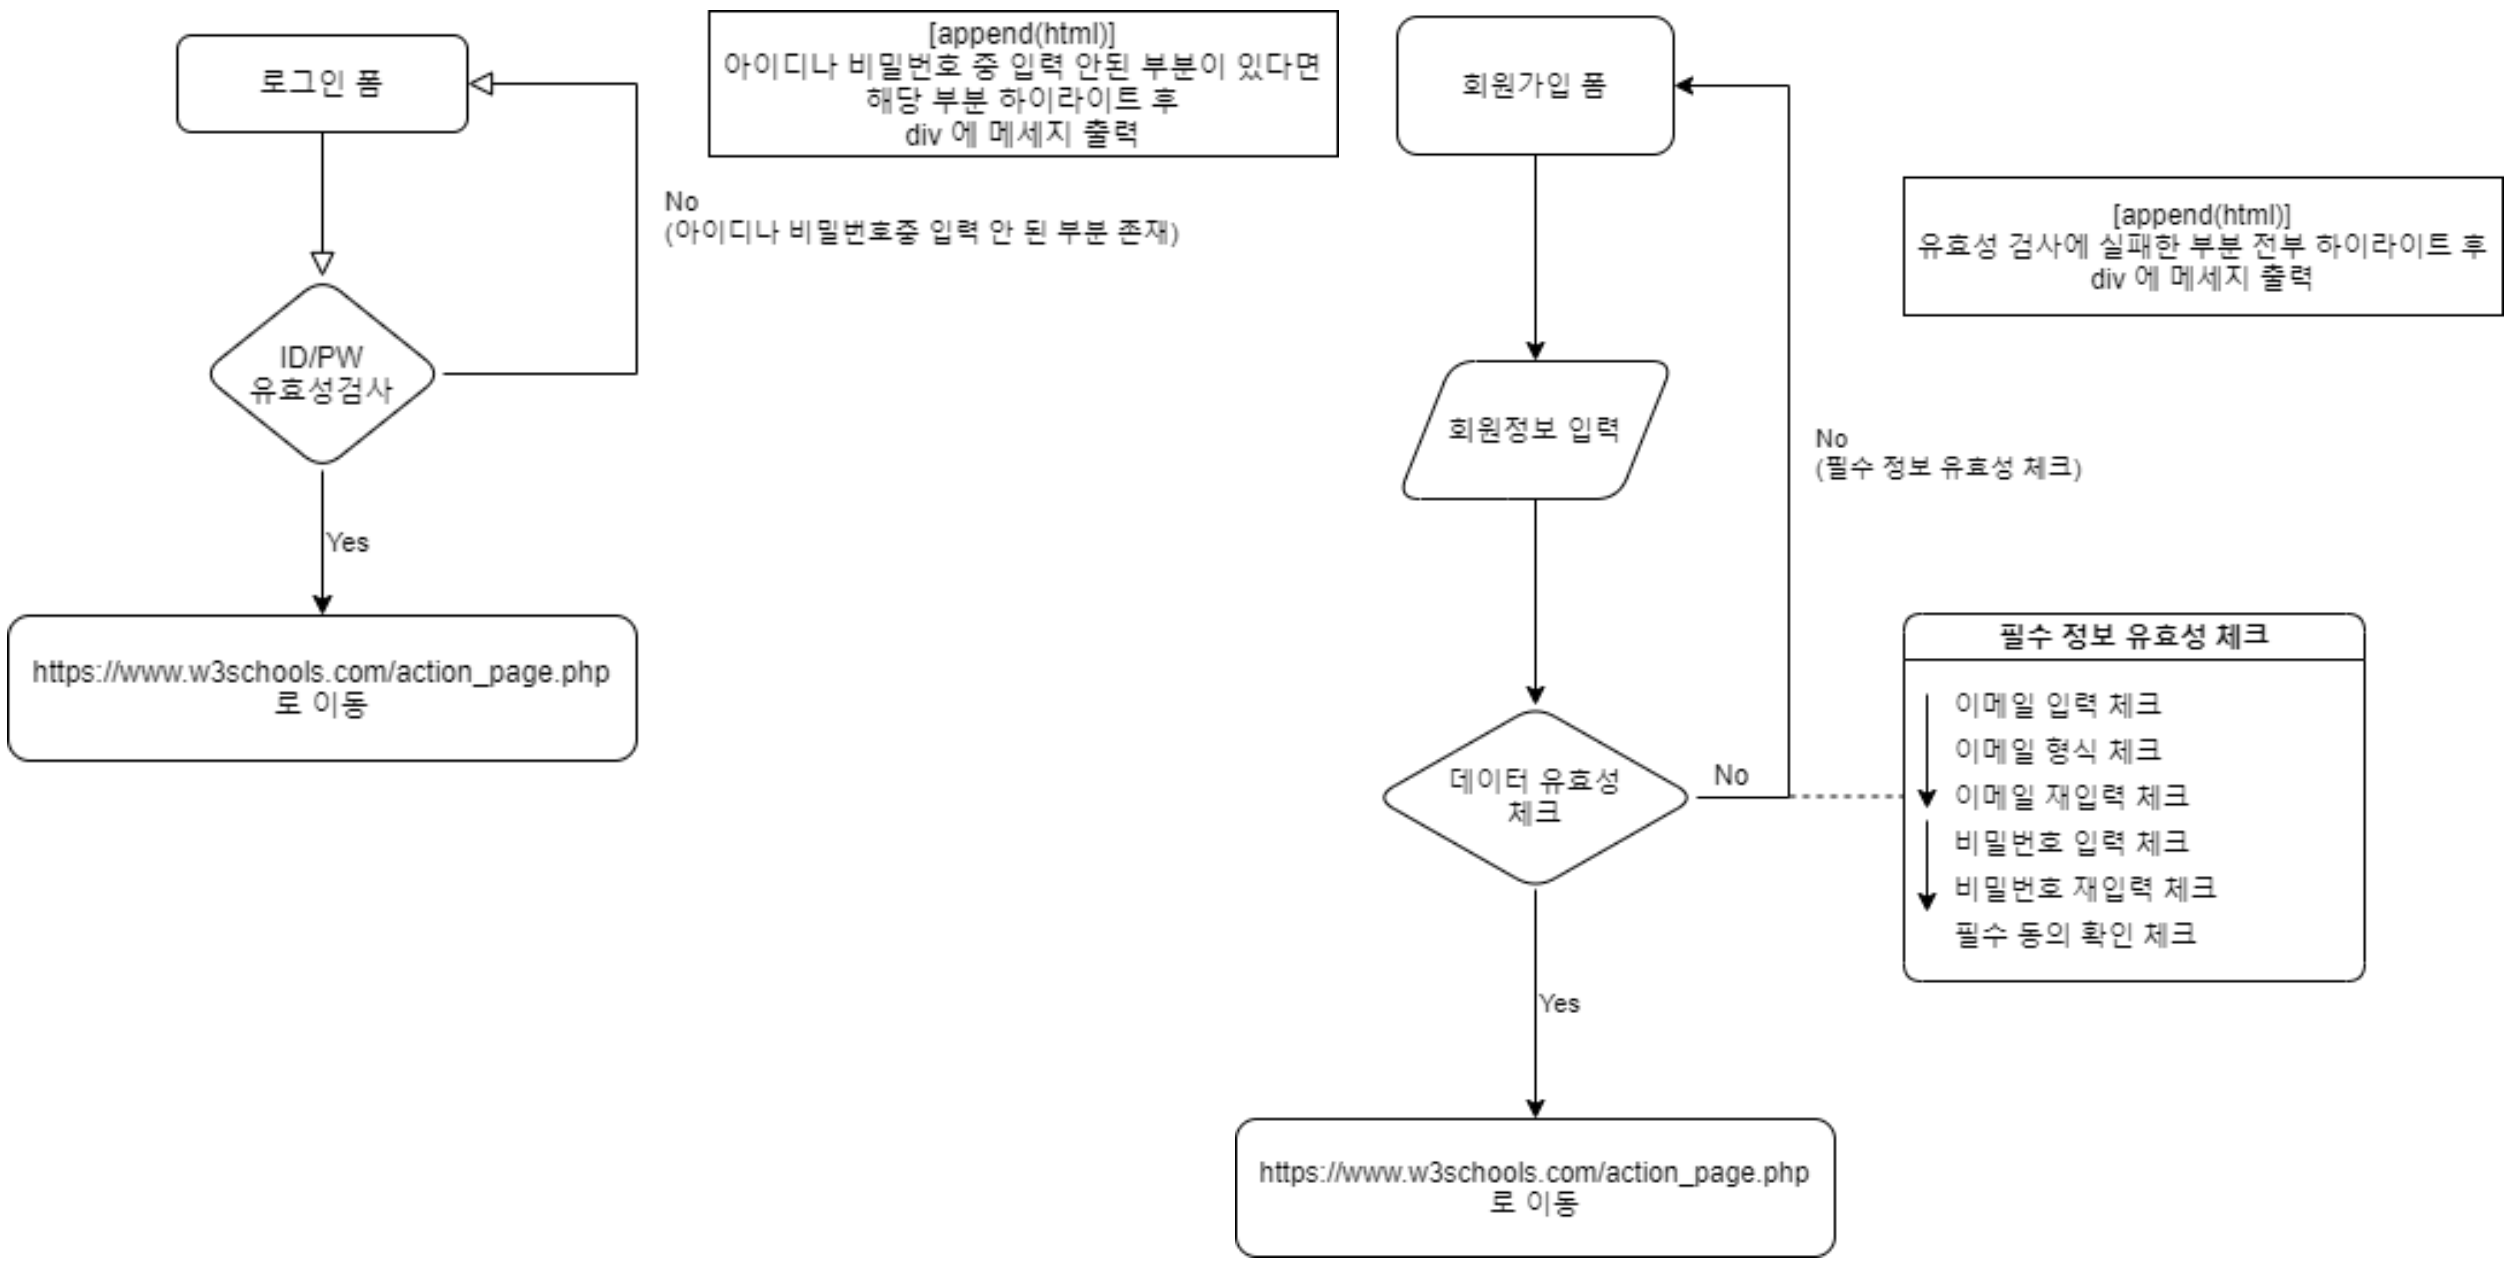 로그인 폼
ID/PW
유효성검사
Yes
https://www.w3schools.com/action_page.php
로 이동
[append(html)]
아이디나 비밀번호 중 입력 안된 부분이 있다면
해당 부분 하이라이트 후
div 에 메세지 출력
No
(아이디나 비밀번호중 입력 안 된 부분 존재)
회원가입 폼
회원정보 입력
데이터 유효성
체크
No
Yes
https://www.w3schools.com/action_page.php
로 이동
[append(html)]
유효성 검사에 실패한 부분 전부 하이라이트 후
div 에 메세지 출력
No
(필수 정보 유효성 체크)
필수 정보 유효성 체크
이메일 입력 체크
이메일 형식 체크
이메일 재입력 체크
비밀번호 입력 체크
비밀번호 재입력 체크
필수 동의 확인 체크